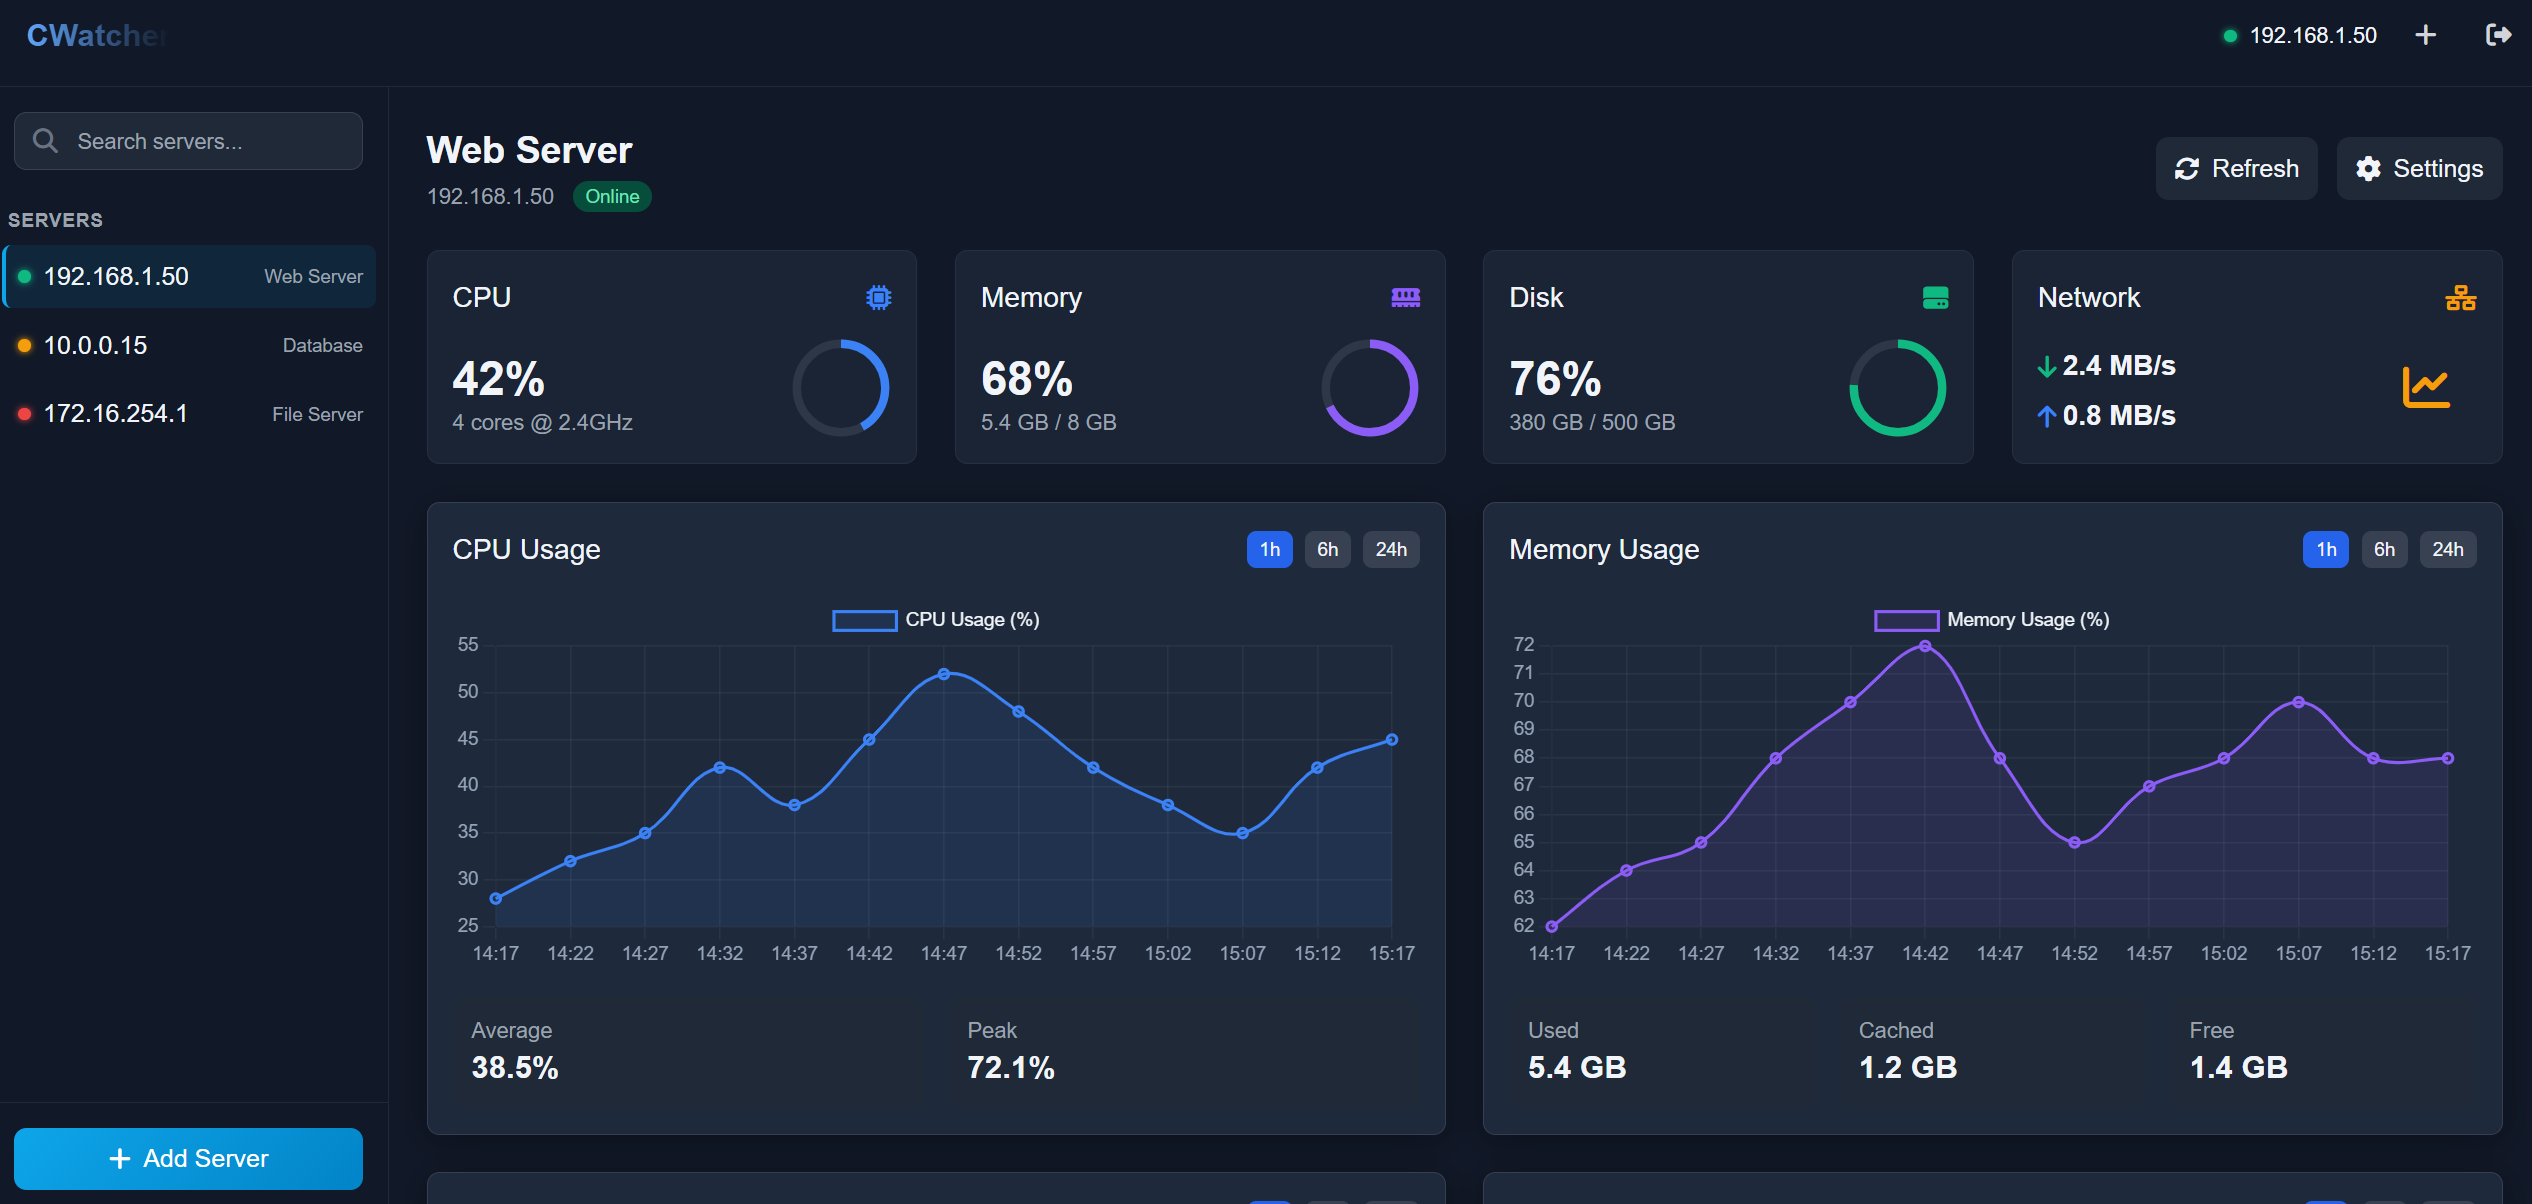 CWatcher
192.168.1.50
Search servers...
SERVERS
192.168.1.50 Web Server
10.0.0.15 Database
172.16.254.1 File Server
Add Server
Web Server
192.168.1.50 Online
Refresh
Settings
CPU
42%
4 cores @ 2.4GHz
Memory
68%
5.4 GB / 8 GB
Disk
76%
380 GB / 500 GB
Network
2.4 MB/s
0.8 MB/s
CPU Usage
1h 6h 24h
CPU Usage (%)
55
50
45
40
35
30
25
14:17 14:22 14:27 14:32 14:37 14:42 14:47 14:52 14:57 15:02 15:07 15:12 15:17
Average
38.5%
Peak
72.1%
Memory Usage
1h 6h 24h
Memory Usage (%)
72
71
70
69
68
67
66
65
64
63
62
14:17 14:22 14:27 14:32 14:37 14:42 14:47 14:52 14:57 15:02 15:07 15:12 15:17
Used
5.4 GB
Cached
1.2 GB
Free
1.4 GB